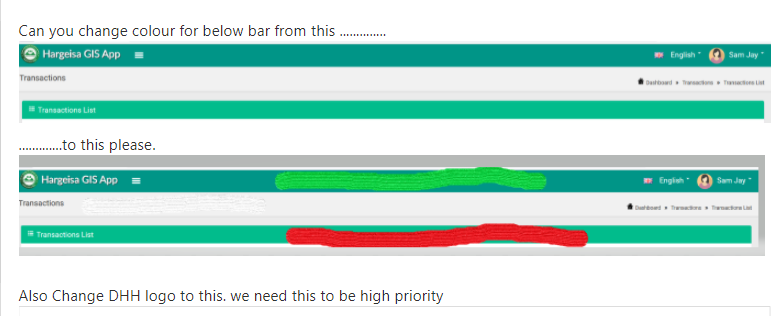 Can you change colour for below bar from this ..............
Hargeisa GIS App English Sam Jay
Transactions
Dashboard Transactions Transactions List
Transactions List
.............to this please.
Hargeisa GIS App English Sam Jay
Transactions
Dashboard Transactions Transactions List
Transactions List
Also Change DHH logo to this. we need this to be high priority